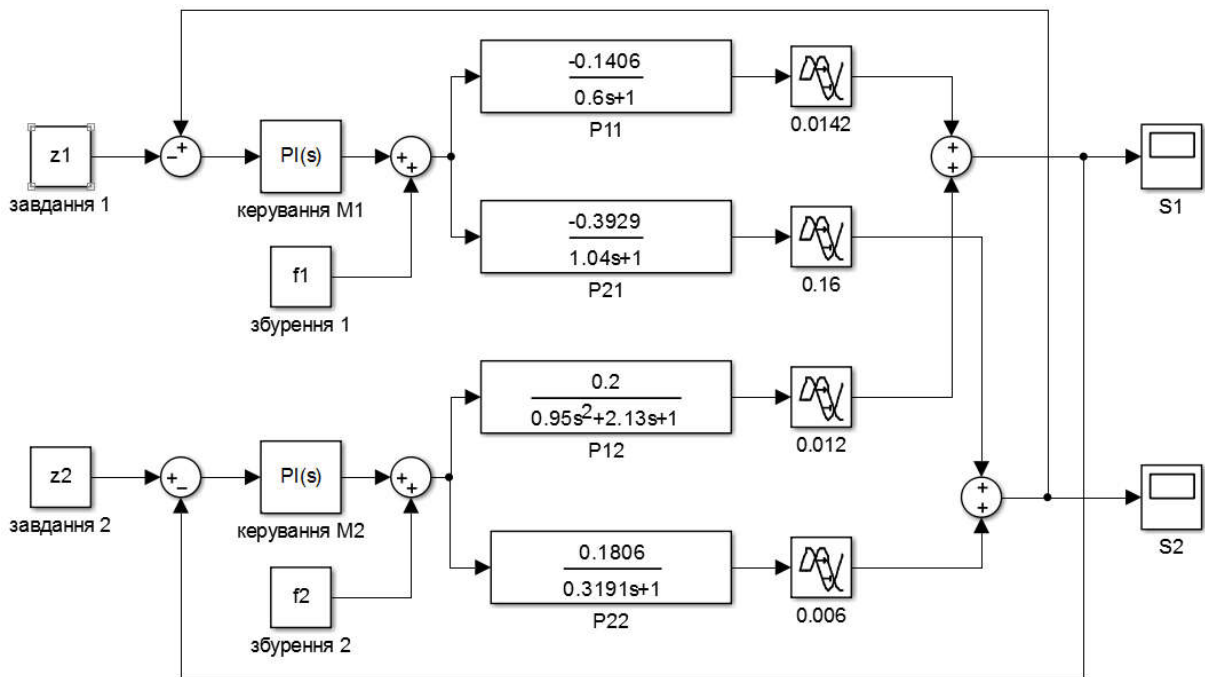 -0.1406
0.6s+1
P11
0.0142
z1
завдання 1
− +
PI(s)
керування M1
+ +
+ +
S1
-0.3929
1.04s+1
P21
0.16
f1
збурення 1
0.2
0.95s²+2.13s+1
P12
0.012
z2
завдання 2
+ −
PI(s)
керування M2
+ +
+ +
S2
0.1806
0.3191s+1
P22
0.006
f2
збурення 2